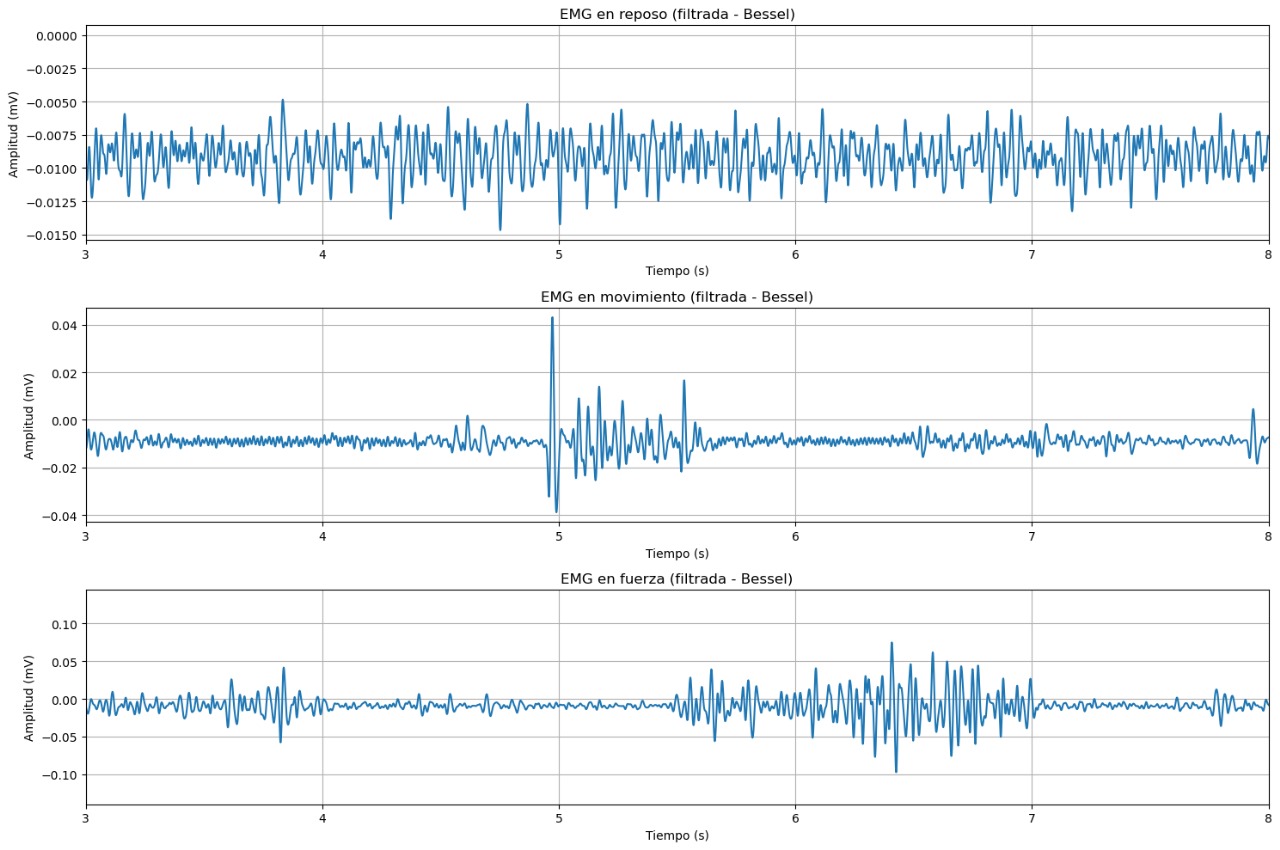 EMG en reposo (filtrada - Bessel)
0.0000
−0.0025
−0.0050
−0.0075
−0.0100
−0.0125
−0.0150
Amplitud (mV)
3 4 5 6 7 8
Tiempo (s)
EMG en movimiento (filtrada - Bessel)
0.04
0.02
0.00
−0.02
−0.04
Amplitud (mV)
3 4 5 6 7 8
Tiempo (s)
EMG en fuerza (filtrada - Bessel)
0.10
0.05
0.00
−0.05
−0.10
Amplitud (mV)
3 4 5 6 7 8
Tiempo (s)